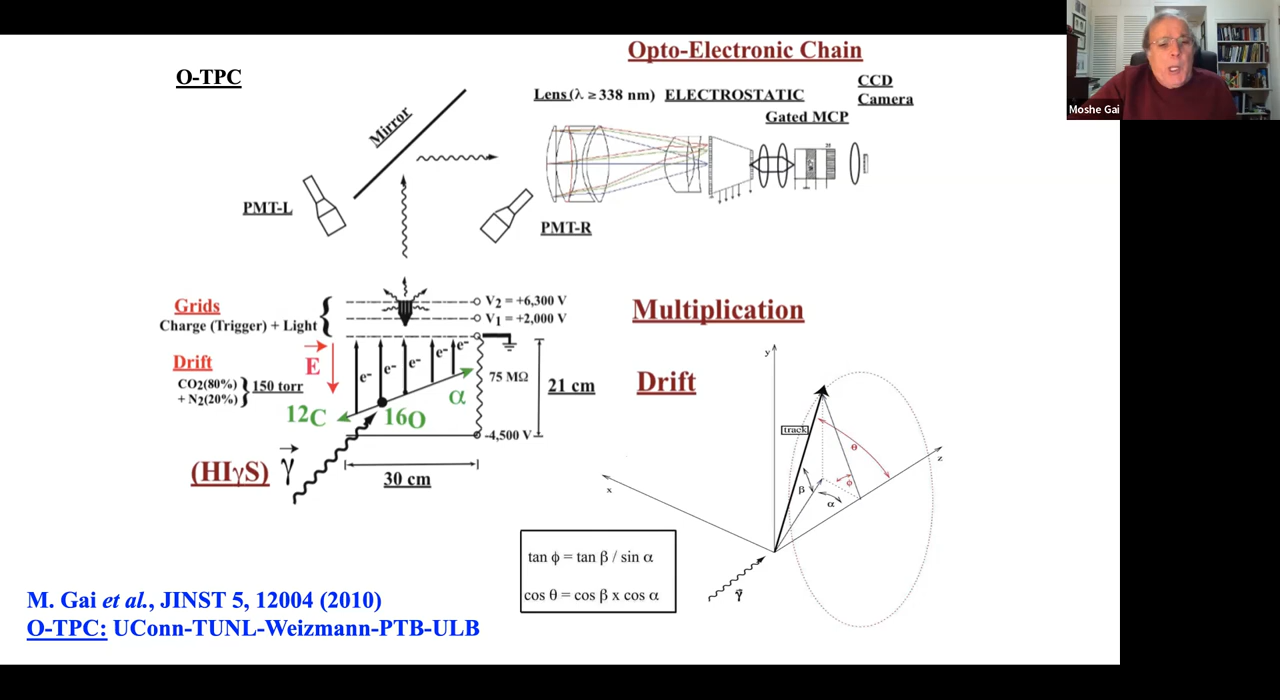 Opto-Electronic Chain
O-TPC
Mirror
Lens (λ ≥ 338 nm) ELECTROSTATIC
Gated MCP
CCD
Camera
Moshe Gai
PMT-L
PMT-R
Grids
Charge (Trigger) + Light
V2 = +6,300 V
V1 = +2,000 V
Multiplication
Drift
CO2(80%)
+ N2(20%)
150 torr
E
e-
e-
e-
e-
e-
75 MΩ
21 cm
Drift
12C
16O
α
-4,500 V
(HIγS) γ
30 cm
y
track
θ
z
x
β
ϕ
α
γ
tan ϕ = tan β / sin α
cos θ = cos β x cos α
M. Gai et al., JINST 5, 12004 (2010)
O-TPC: UConn-TUNL-Weizmann-PTB-ULB